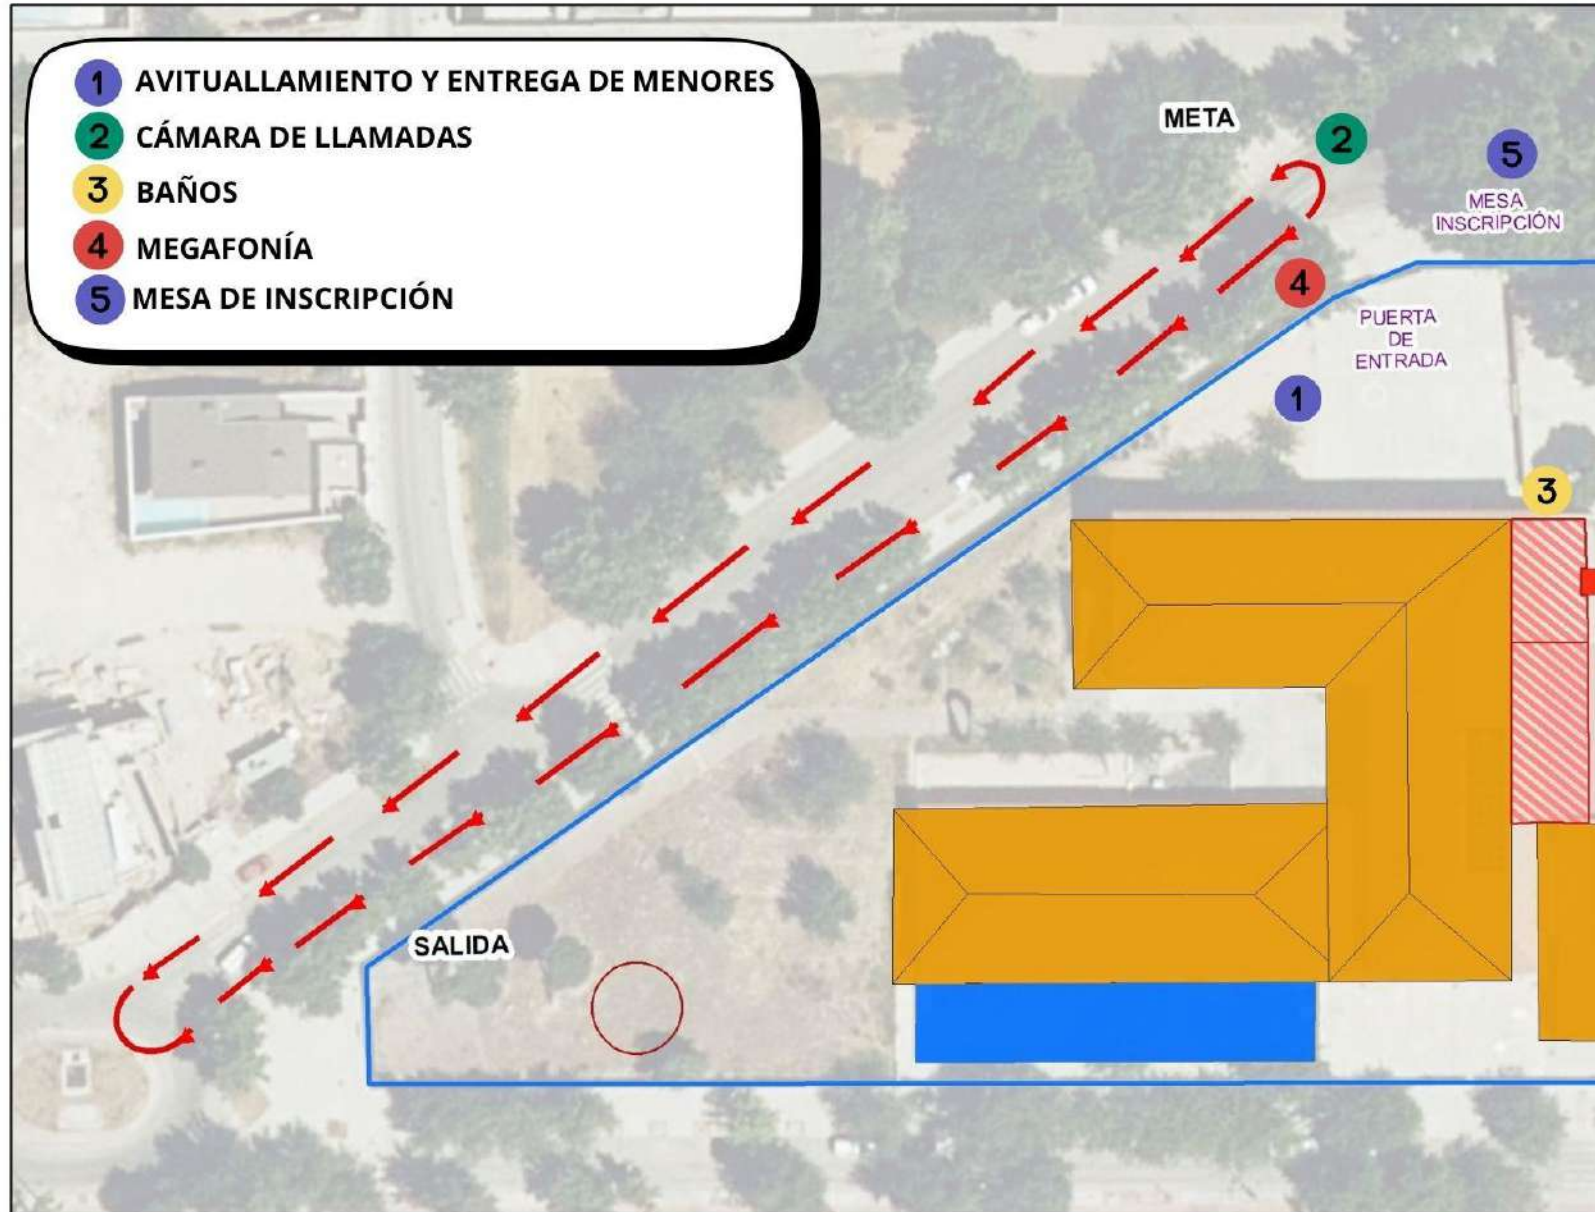 1 AVITUALLAMIENTO Y ENTREGA DE MENORES
2 CÁMARA DE LLAMADAS
3 BAÑOS
4 MEGAFONÍA
5 MESA DE INSCRIPCIÓN
META
2
5
MESA
INSCRIPCIÓN
4
PUERTA
DE
ENTRADA
1
3
SALIDA